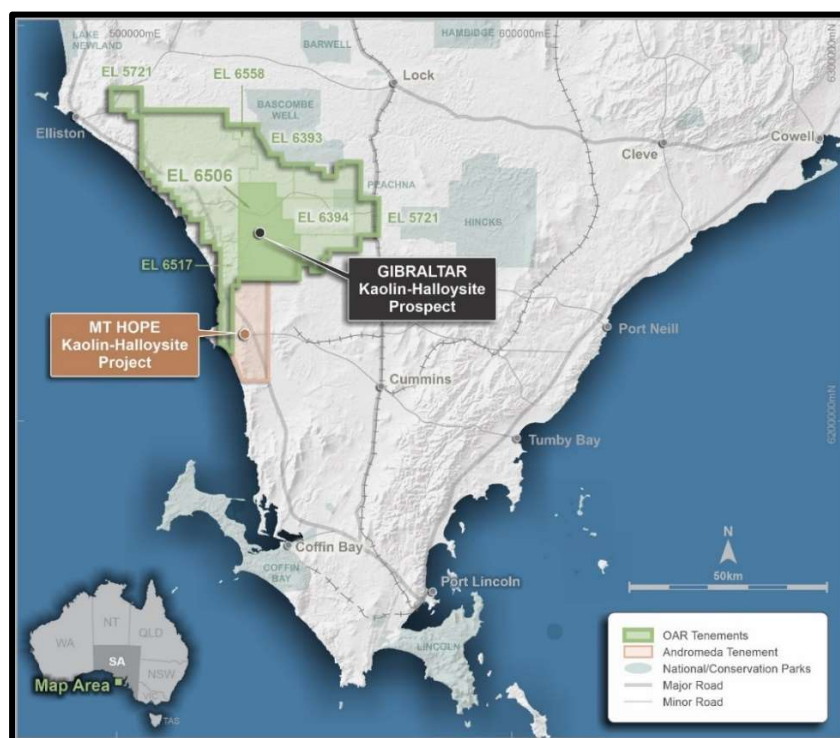 LAKE
NEWLAND
500000mE
BARWELL
HAMBIDGE
600000mE
6300000mN
EL 5721
EL 6558
Lock
BASCOMBE
WELL
Elliston
EL 6393
Cowell
Cleve
EL 6506
PEACHNA
EL 6394
EL 5721
HINCKS
EL 6517
GIBRALTAR
Kaolin-Halloysite
Prospect
MT HOPE
Kaolin-Halloysite
Project
Port Neill
Cummins
6200000mN
Tumby Bay
Coffin Bay
COFFIN
BAY
Port Lincoln
LINCOLN
N
50km
WA
NT
QLD
SA
NSW
VIC
TAS
Map Area
OAR Tenements
Andromeda Tenement
National/Conservation Parks
Major Road
Minor Road